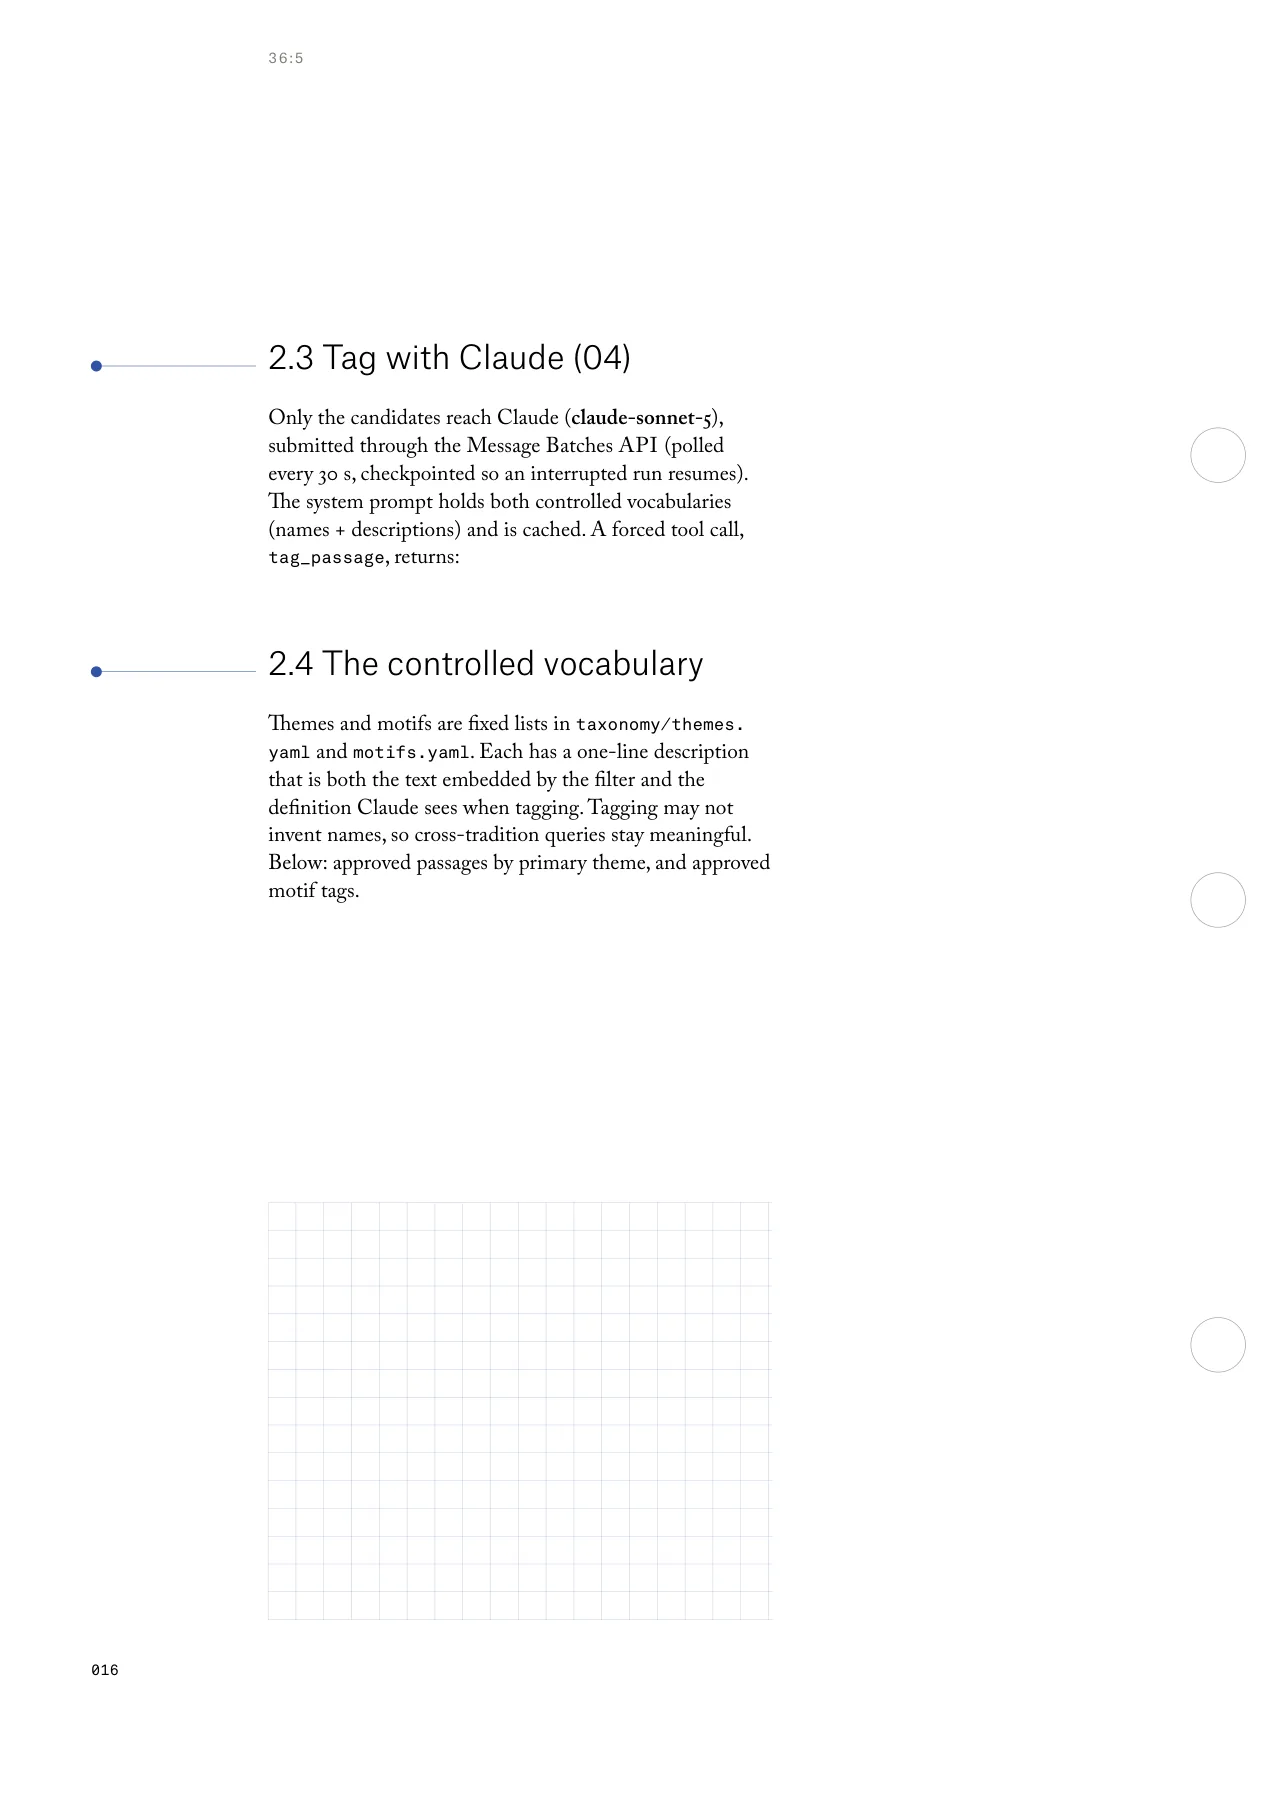 36:5
2.3 Tag with Claude (04)
Only the candidates reach Claude (claude-sonnet-5),
submitted through the Message Batches API (polled
every 30 s, checkpointed so an interrupted run resumes).
The system prompt holds both controlled vocabularies
(names + descriptions) and is cached. A forced tool call,
tag_passage, returns:
2.4 The controlled vocabulary
Themes and motifs are fixed lists in taxonomy/themes.
yaml and motifs.yaml. Each has a one-line description
that is both the text embedded by the filter and the
definition Claude sees when tagging. Tagging may not
invent names, so cross-tradition queries stay meaningful.
Below: approved passages by primary theme, and approved
motif tags.
016